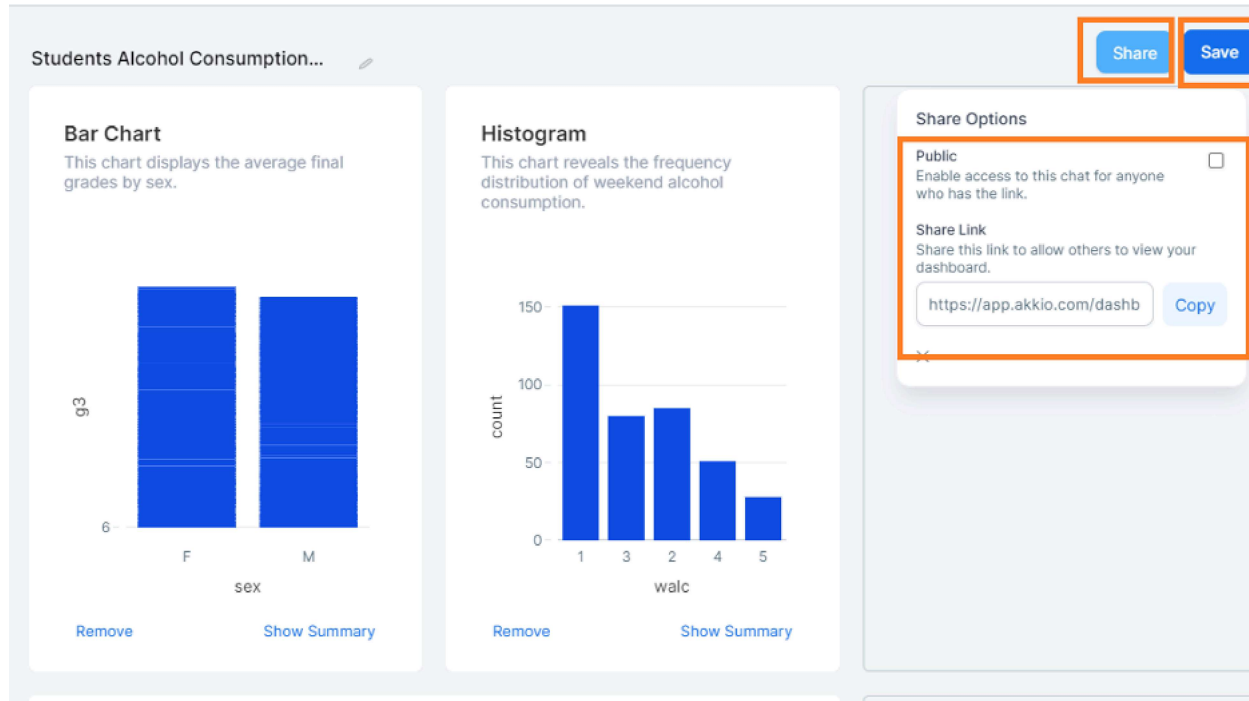 Students Alcohol Consumption...
Share
Save
Bar Chart
This chart displays the average final
grades by sex.
g3
6
F
M
sex
Remove
Show Summary
Histogram
This chart reveals the frequency
distribution of weekend alcohol
consumption.
count
150
100
50
0
1
3
2
4
5
walc
Remove
Show Summary
Share Options
Public
Enable access to this chat for anyone
who has the link.
Share Link
Share this link to allow others to view your
dashboard.
https://app.akkio.com/dashb
Copy